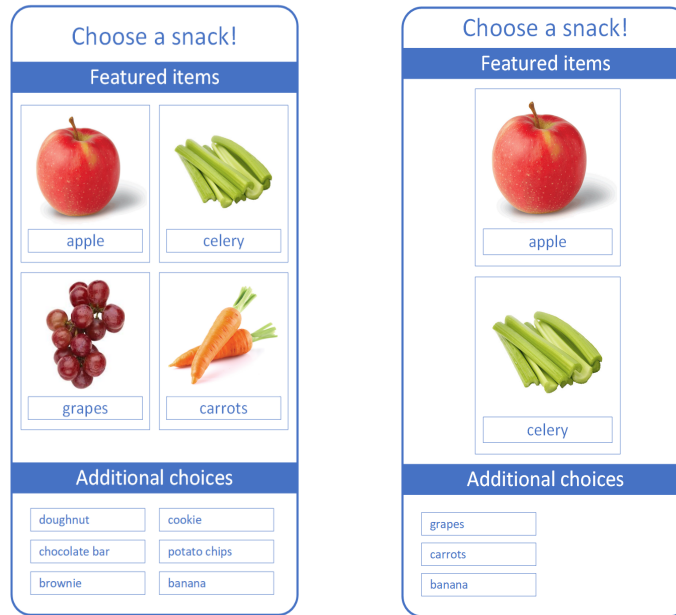 Choose a snack!
Featured items
apple
celery
grapes
carrots
Additional choices
doughnut
cookie
chocolate bar
potato chips
brownie
banana
Choose a snack!
Featured items
apple
celery
Additional choices
grapes
carrots
banana